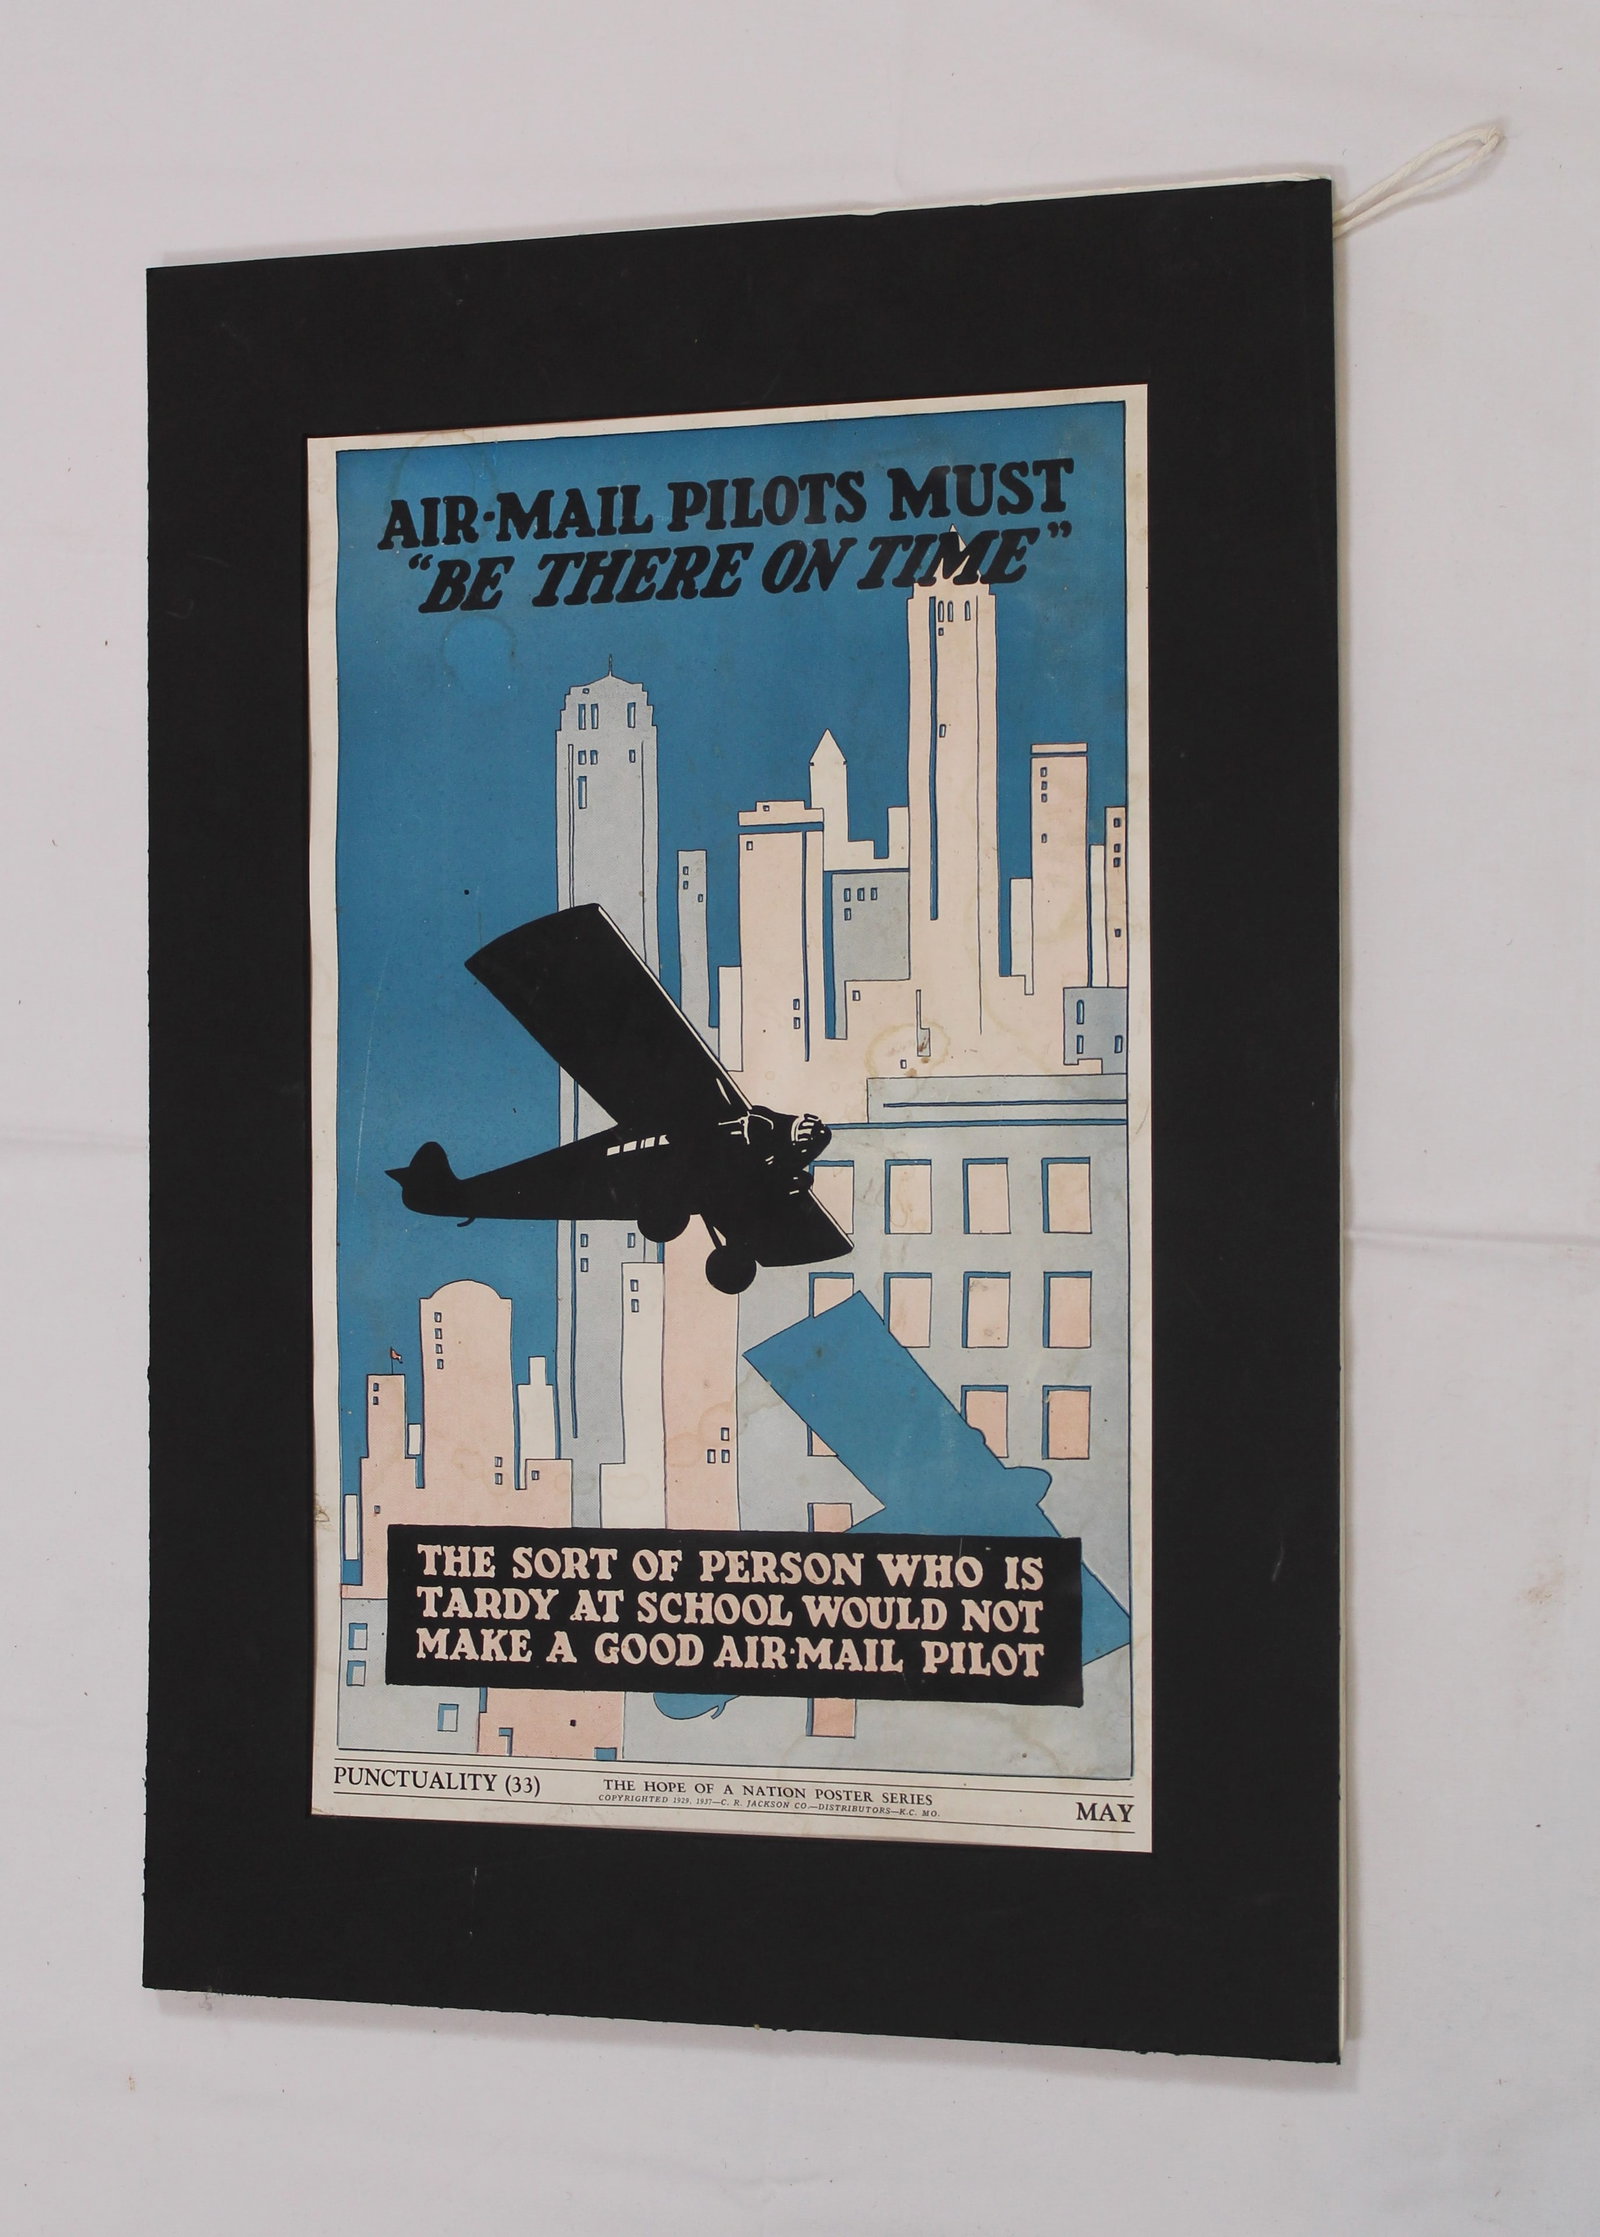 AIR-MAIL PILOTS MUST
"BE THERE ON TIME"
THE SORT OF PERSON WHO IS
TARDY AT SCHOOL WOULD NOT
MAKE A GOOD AIR-MAIL PILOT
PUNCTUALITY (33)
THE HOPE OF A NATION POSTER SERIES
COPYRIGHTED 1929, 1937—C. R. JACKSON CO.—DISTRIBUTORS—K.C. MO.
MAY